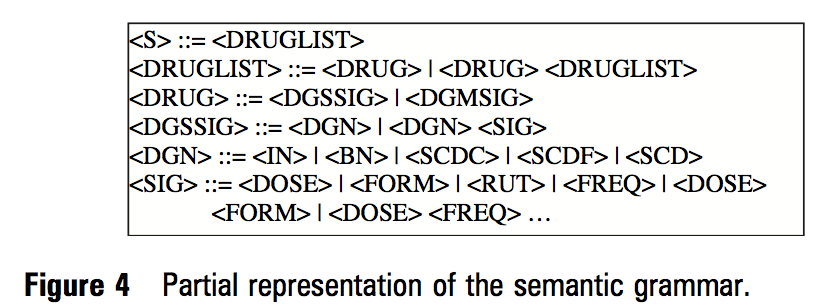 <S> ::= <DRUGLIST>
<DRUGLIST> ::= <DRUG> | <DRUG> <DRUGLIST>
<DRUG> ::= <DGSSIG> | <DGMSIG>
<DGSSIG> ::= <DGN> | <DGN> <SIG>
<DGN> ::= <IN> | <BN> | <SCDC> | <SCDF> | <SCD>
<SIG> ::= <DOSE> | <FORM> | <RUT> | <FREQ> | <DOSE>
<FORM> | <DOSE> <FREQ> ...
Figure 4 Partial representation of the semantic grammar.